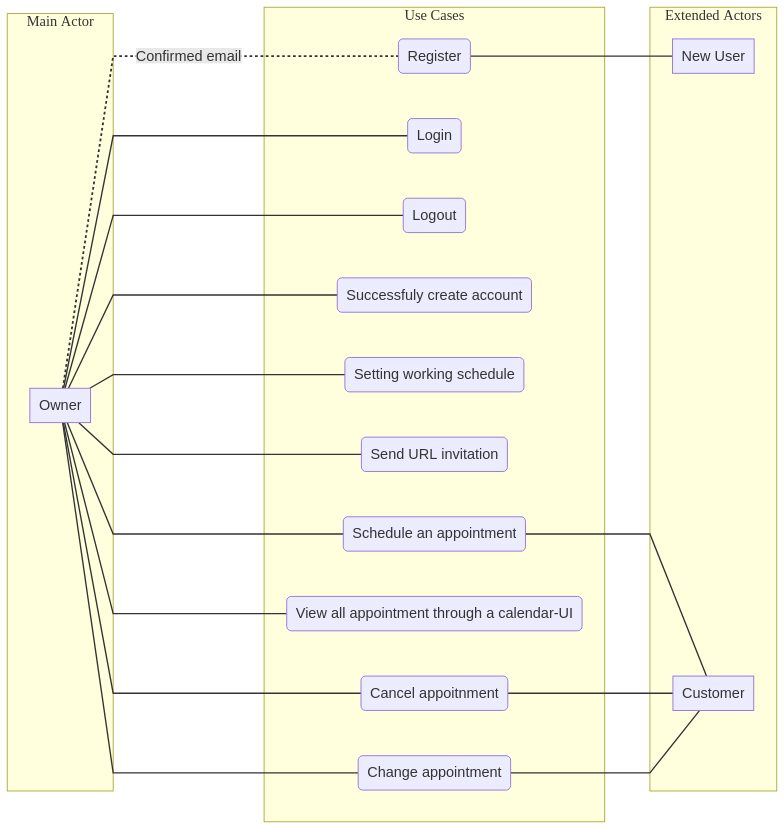 Main Actor
Use Cases
Extended Actors
Confirmed email
Register
New User
Login
Logout
Successfuly create account
Setting working schedule
Owner
Send URL invitation
Schedule an appointment
View all appointment through a calendar-UI
Cancel appoitnment
Customer
Change appointment